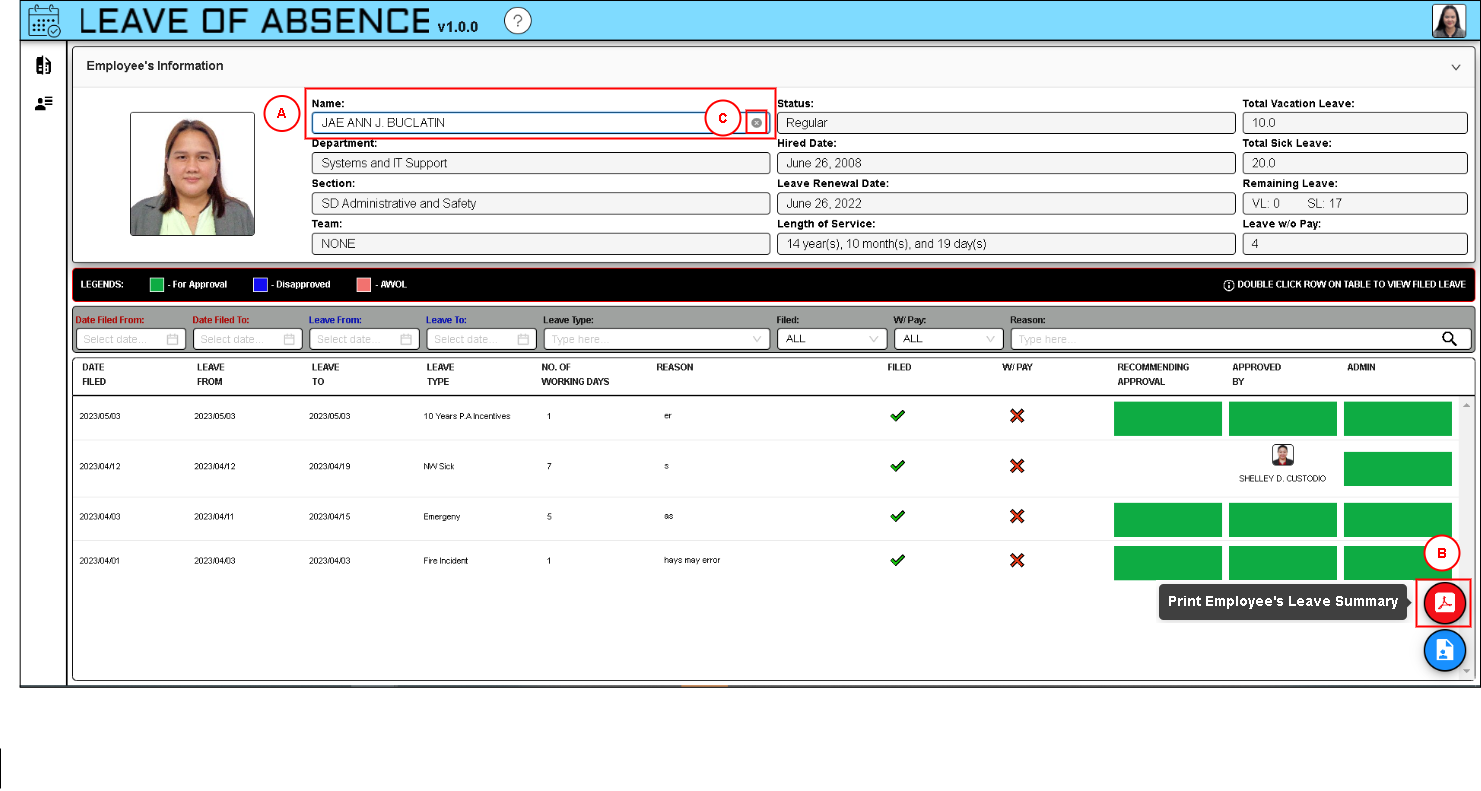 LEAVE OF ABSENCE v1.0.0 ?
Employee's Information
A
Name:
JAE ANN J. BUCLATIN
C
Status:
Regular
Total Vacation Leave:
10.0
Department:
Systems and IT Support
Hired Date:
June 26, 2008
Total Sick Leave:
20.0
Section:
SD Administrative and Safety
Leave Renewal Date:
June 26, 2022
Remaining Leave:
VL: 0 SL: 17
Team:
NONE
Length of Service:
14 year(s), 10 month(s), and 19 day(s)
Leave w/o Pay:
4
LEGENDS: - For Approval - Disapproved - AWOL DOUBLE CLICK ROW ON TABLE TO VIEW FILED LEAVE
Date Filed From: Date Filed To: Leave From: Leave To: Leave Type: Filed: W/ Pay: Reason:
Select date... Select date... Select date... Select date... Type here... ALL ALL Type here...
DATE LEAVE LEAVE LEAVE NO. OF REASON FILED W/ PAY RECOMMENDING APPROVED ADMIN
FILED FROM TO TYPE WORKING DAYS APPROVAL BY
2023/05/03 2023/05/03 2023/05/03 10 Years P.A Incentives 1 er
2023/04/12 2023/04/12 2023/04/19 NW Sick 7 s
SHELLEY D. CUSTODIO
2023/04/03 2023/04/11 2023/04/15 Emergeny 5 as
2023/04/01 2023/04/03 2023/04/03 Fire Incident 1 hays may error
B
Print Employee's Leave Summary